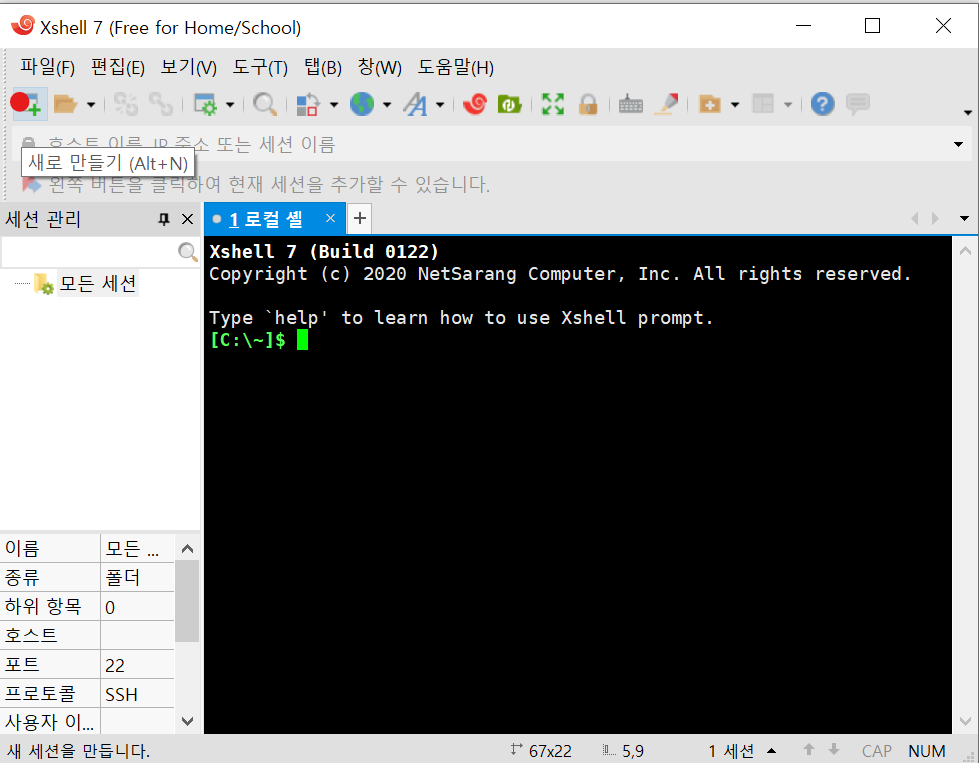 Xshell 7 (Free for Home/School)
파일(F) 편집(E) 보기(V) 도구(T) 탭(B) 창(W) 도움말(H)
호스트 이름, IP 주소 또는 세션 이름
새로 만들기 (Alt+N)
왼쪽 버튼을 클릭하여 현재 세션을 추가할 수 있습니다.
세션 관리
1 로컬 셸
모든 세션
Xshell 7 (Build 0122)
Copyright (c) 2020 NetSarang Computer, Inc. All rights reserved.
Type `help' to learn how to use Xshell prompt.
[C:\~]$
이름 모든 ...
종류 폴더
하위 항목 0
호스트
포트 22
프로토콜 SSH
사용자 이...
새 세션을 만듭니다. 67x22 5,9 1 세션 CAP NUM